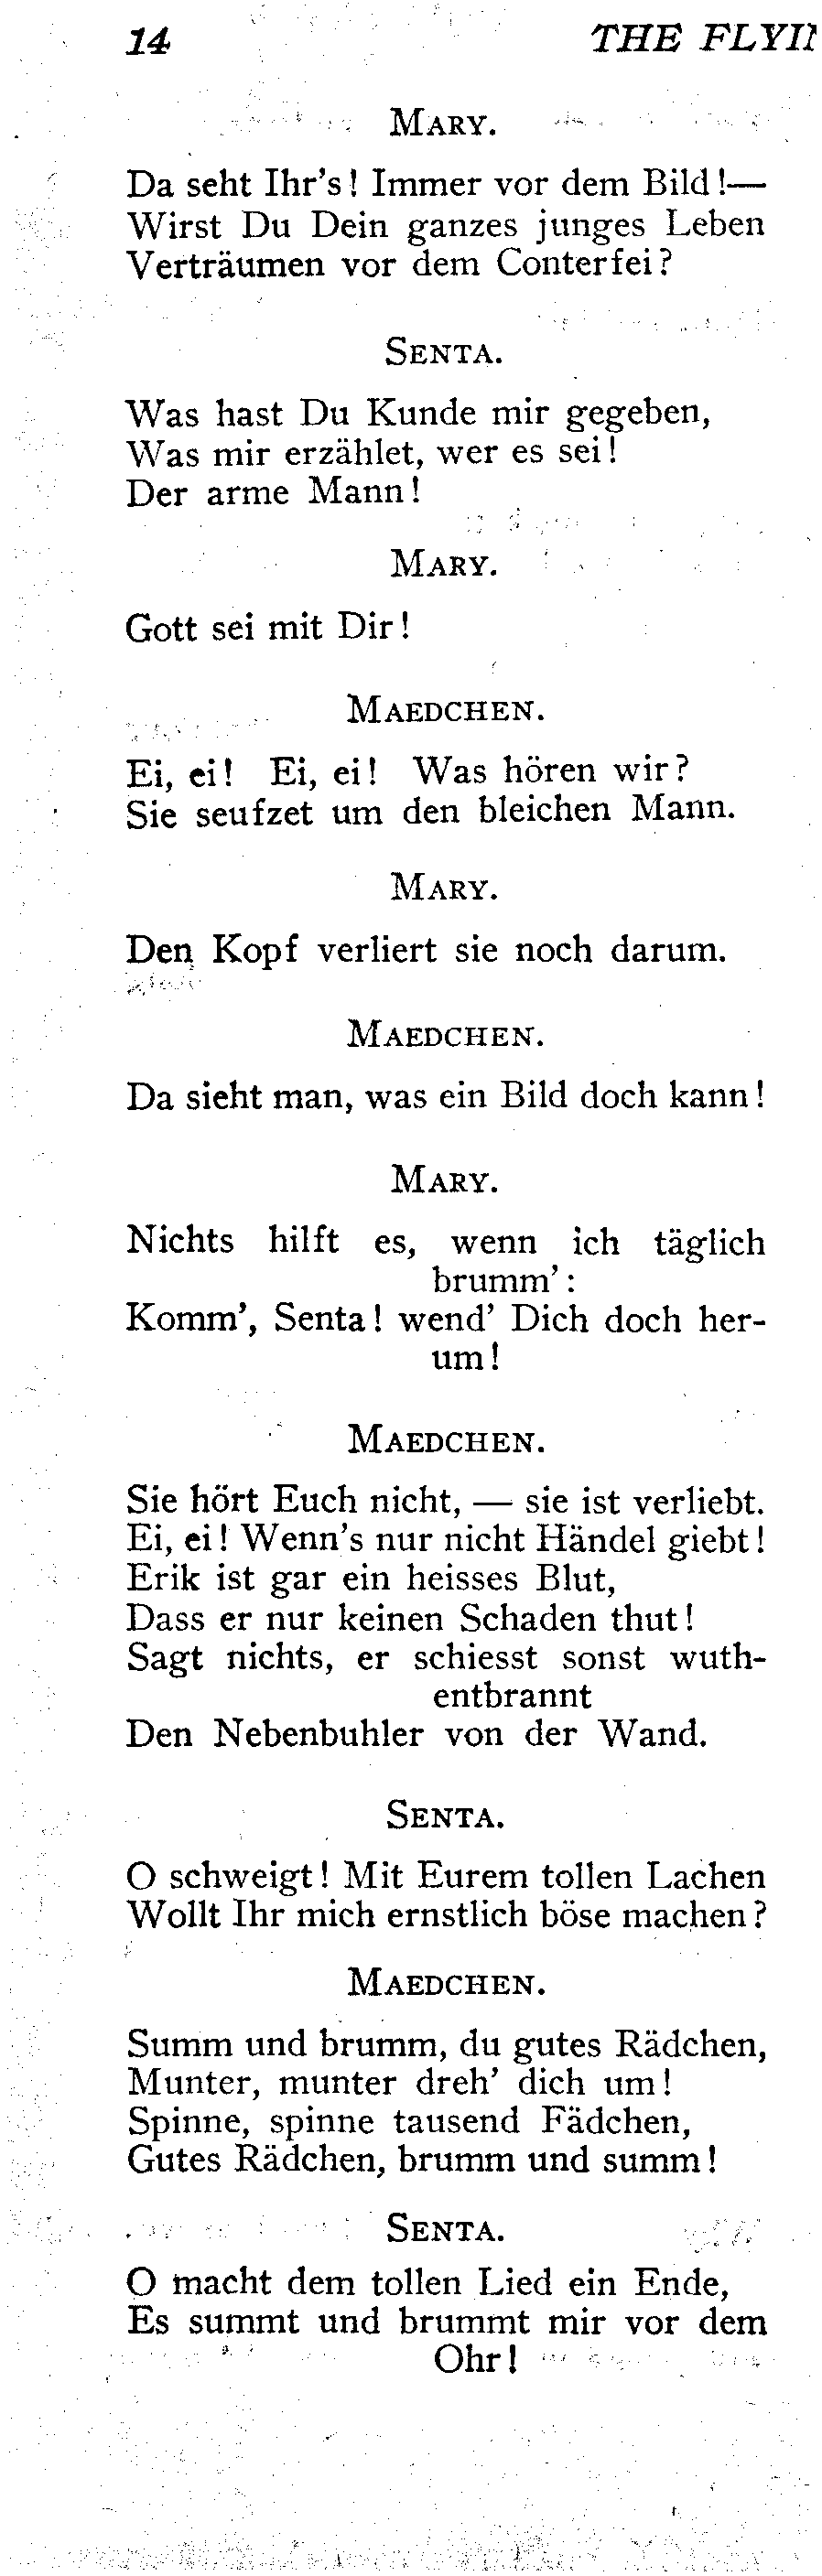 14 THE FLYIN
MARY.
Da seht Ihr's! Immer vor dem Bild!—
Wirst Du Dein ganzes junges Leben
Verträumen vor dem Conterfei?
SENTA.
Was hast Du Kunde mir gegeben,
Was mir erzählet, wer es sei!
Der arme Mann!
MARY.
Gott sei mit Dir!
MAEDCHEN.
Ei, ei! Ei, ei! Was hören wir?
Sie seufzet um den bleichen Mann.
MARY.
Den Kopf verliert sie noch darum.
MAEDCHEN.
Da sieht man, was ein Bild doch kann!
MARY.
Nichts hilft es, wenn ich täglich
brumm':
Komm', Senta! wend' Dich doch her-
um!
MAEDCHEN.
Sie hört Euch nicht, — sie ist verliebt.
Ei, ei! Wenn's nur nicht Händel giebt!
Erik ist gar ein heisses Blut,
Dass er nur keinen Schaden thut!
Sagt nichts, er schiesst sonst wuth-
entbrannt
Den Nebenbuhler von der Wand.
SENTA.
O schweigt! Mit Eurem tollen Lachen
Wollt Ihr mich ernstlich böse machen?
MAEDCHEN.
Summ und brumm, du gutes Rädchen,
Munter, munter dreh' dich um!
Spinne, spinne tausend Fädchen,
Gutes Rädchen, brumm und summ!
SENTA.
O macht dem tollen Lied ein Ende,
Es summt und brummt mir vor dem
Ohr!